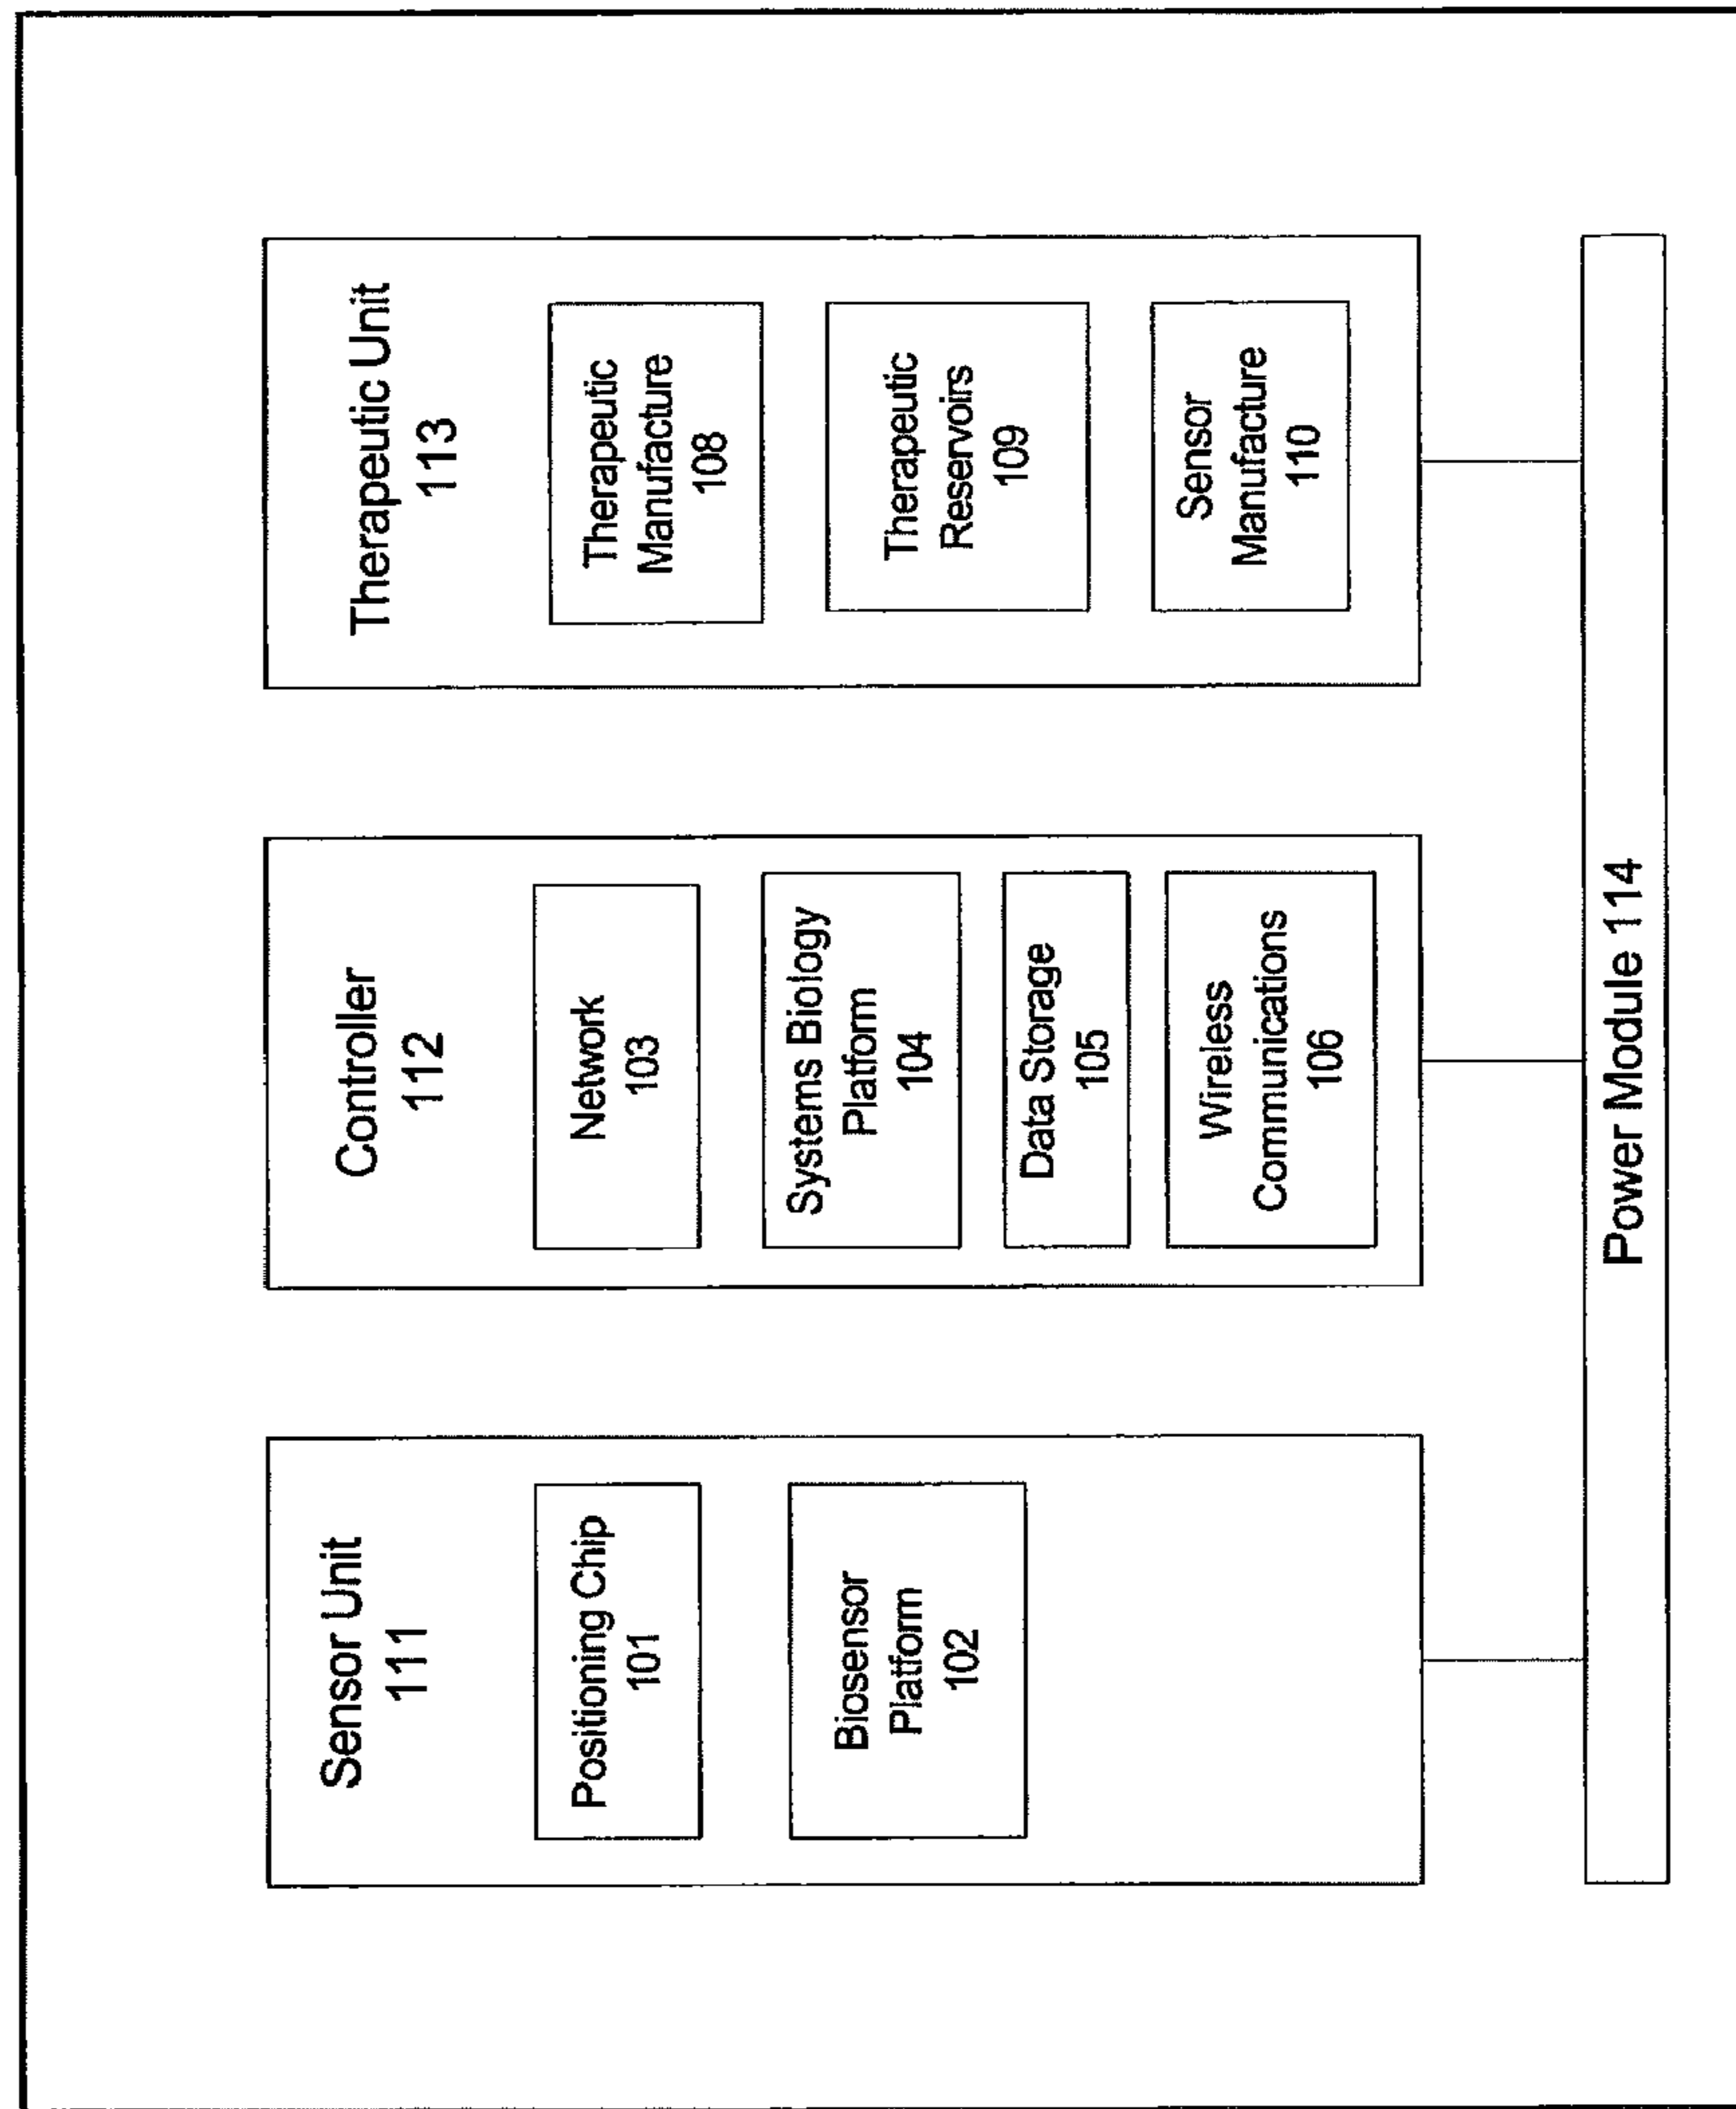 Sensor Unit
111
Positioning Chip
101
Biosensor
Platform
102
Controller
112
Network
103
Systems Biology
Platform
104
Data Storage
105
Wireless
Communications
106
Therapeutic Unit
113
Therapeutic
Manufacture
108
Therapeutic
Reservoirs
109
Sensor
Manufacture
110
Power Module 114